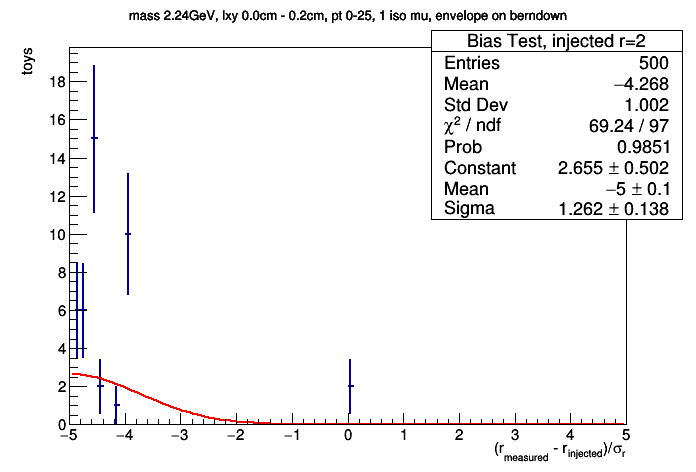 mass 2.24GeV, lxy 0.0cm - 0.2cm, pt 0-25, 1 iso mu, envelope on berndown
toys
Bias Test, injected r=2
Entries 500
Mean −4.268
Std Dev 1.002
χ² / ndf 69.24 / 97
Prob 0.9851
Constant 2.655 ± 0.502
Mean −5 ± 0.1
Sigma 1.262 ± 0.138
18
16
14
12
10
8
6
4
2
0
−5 −4 −3 −2 −1 0 1 2 3 4 5
(r_measured - r_injected)/σ_r